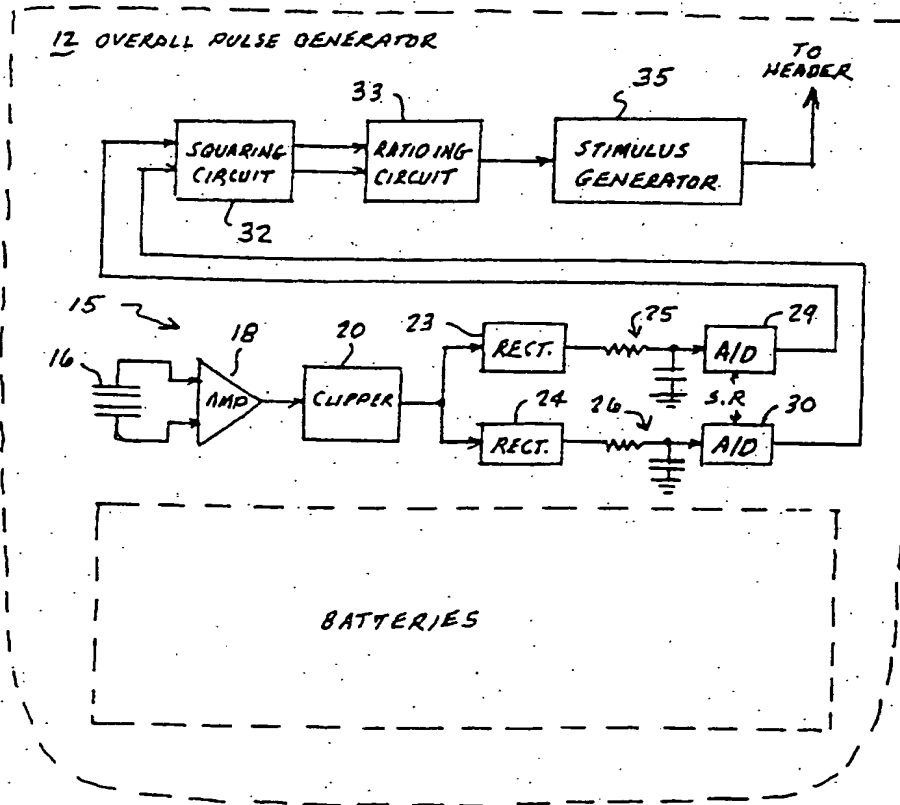 12 OVERALL PULSE GENERATOR
TO
HEADER
33
35
SQUARING
CIRCUIT
RATIOING
CIRCUIT
STIMULUS
GENERATOR
32
15
16
18
AMP
20
CLIPPER
23
RECT.
25
29
A/D
S.R
24
RECT.
26
30
A/D
BATTERIES